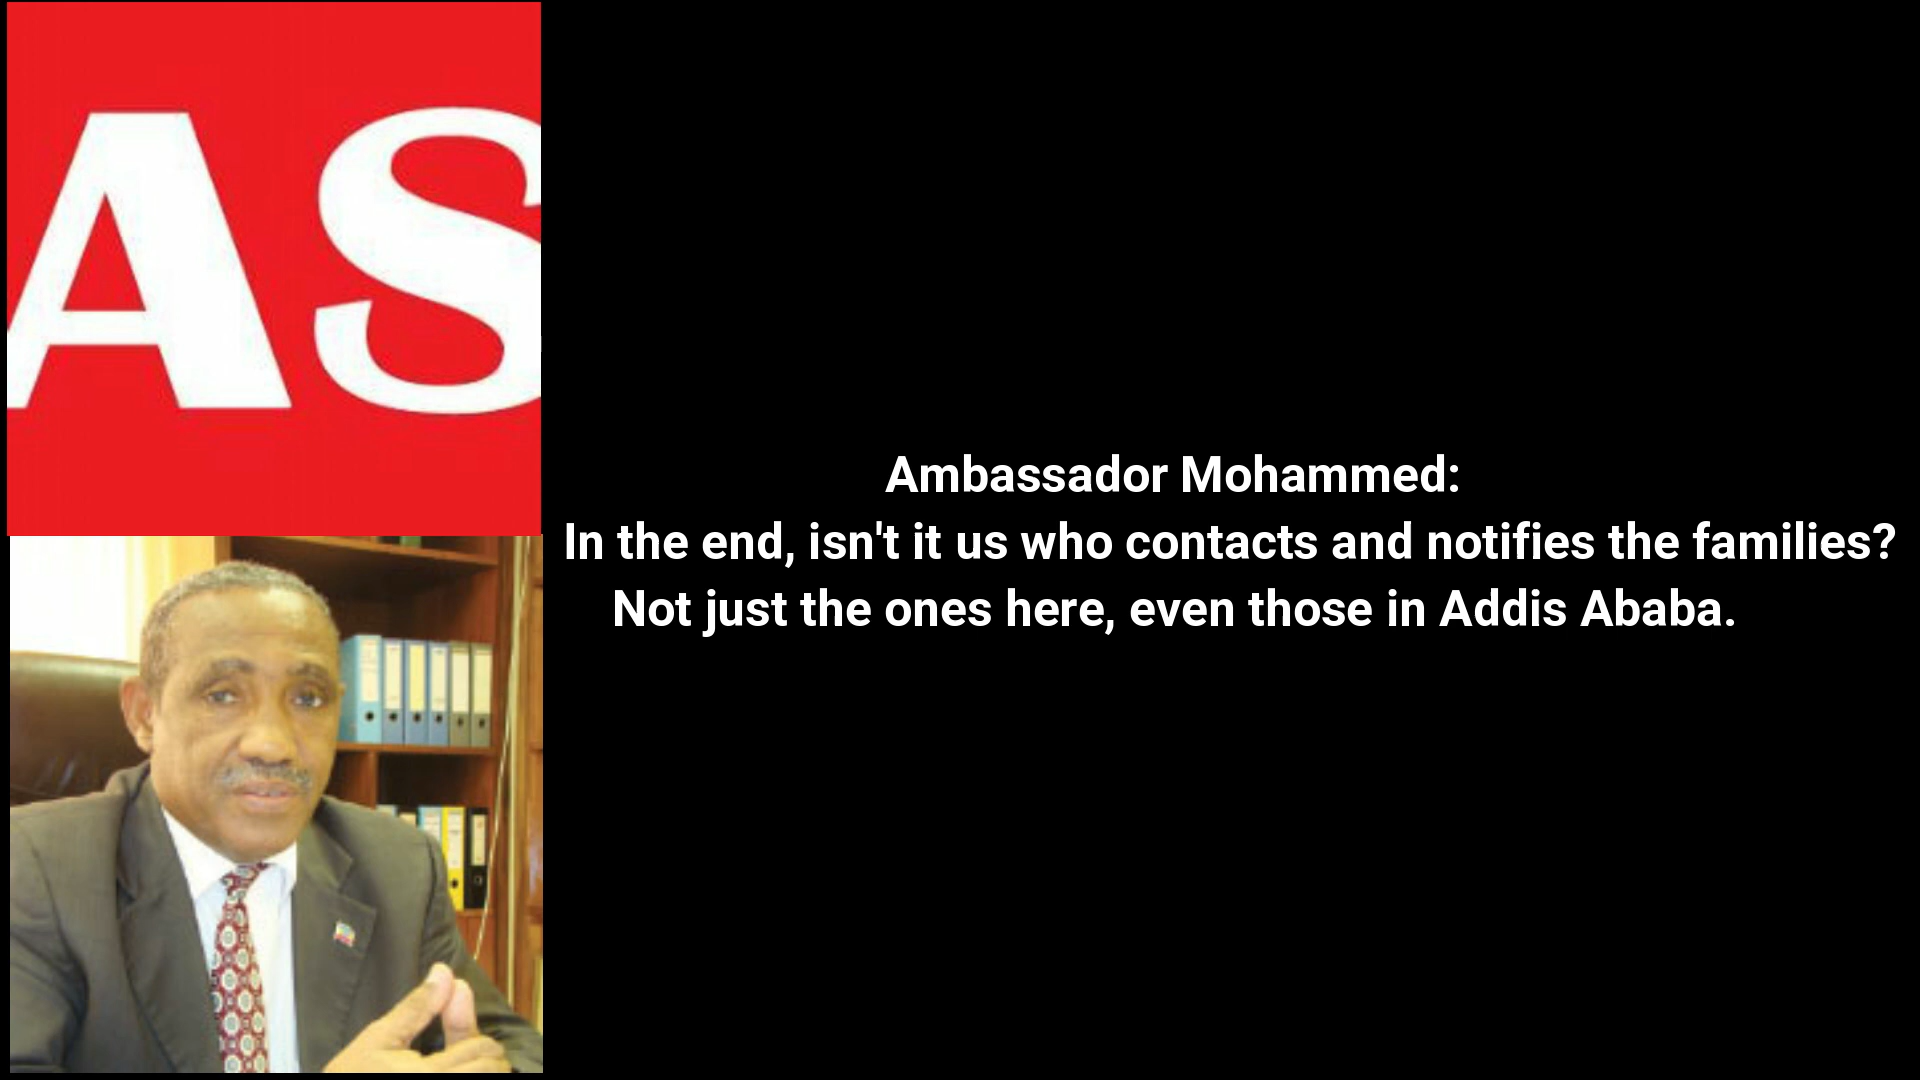 AS
Ambassador Mohammed:
In the end, isn't it us who contacts and notifies the families?
Not just the ones here, even those in Addis Ababa.